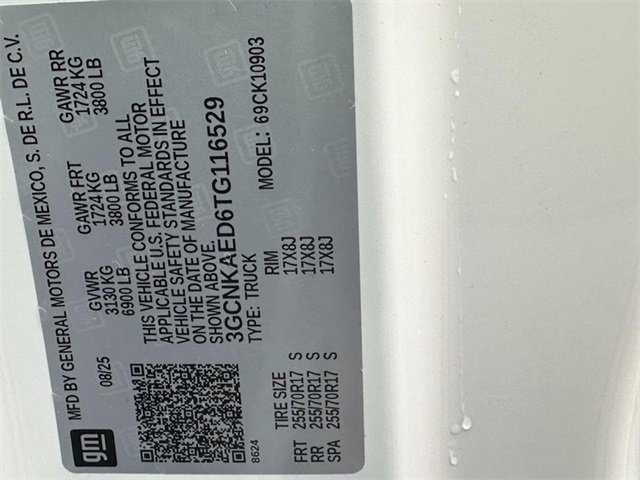 gm
MFD BY GENERAL MOTORS DE MEXICO, S. DE R.L. DE C.V.
08/25 GVWR GAWR FRT GAWR RR
3130 KG 1724 KG 1724 KG
6900 LB 3800 LB 3800 LB
THIS VEHICLE CONFORMS TO ALL
APPLICABLE U.S. FEDERAL MOTOR
VEHICLE SAFETY STANDARDS IN EFFECT
ON THE DATE OF MANUFACTURE
SHOWN ABOVE.
3GCNKAED6TG116529
TYPE: TRUCK MODEL: 69CK10903
8624
TIRE SIZE RIM
FRT 255/70R17 S 17X8J
RR 255/70R17 S 17X8J
SPA 255/70R17 S 17X8J